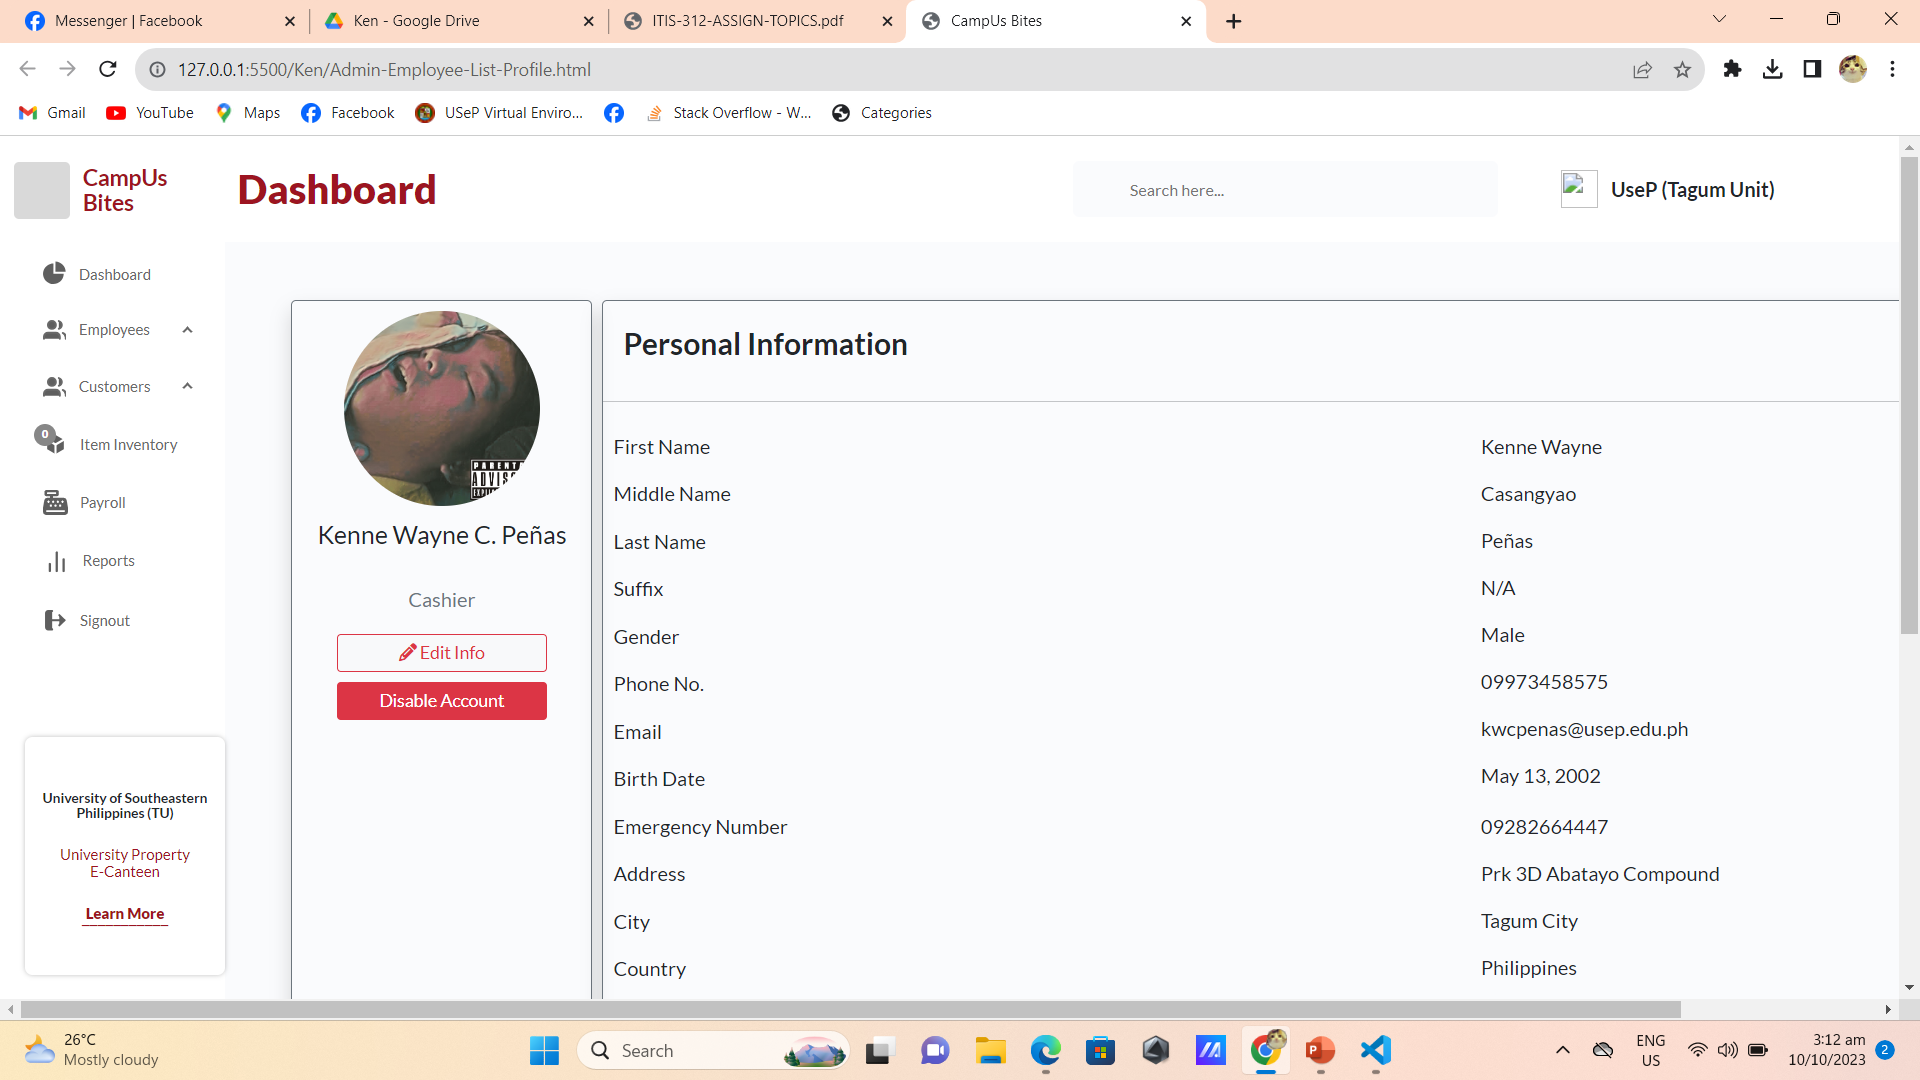 Messenger | Facebook
Ken - Google Drive
ITIS-312-ASSIGN-TOPICS.pdf
CampUs Bites
127.0.0.1:5500/Ken/Admin-Employee-List-Profile.html
Gmail
YouTube
Maps
Facebook
USeP Virtual Enviro...
Stack Overflow - W...
Categories
CampUs
Bites
Dashboard
Search here...
UseP (Tagum Unit)
Dashboard
Employees
Customers
0
Item Inventory
Payroll
Reports
Signout
University of Southeastern
Philippines (TU)
University Property
E-Canteen
Learn More
Kenne Wayne C. Peñas
Cashier
Edit Info
Disable Account
Personal Information
First Name Kenne Wayne
Middle Name Casangyao
Last Name Peñas
Suffix N/A
Gender Male
Phone No. 09973458575
Email kwcpenas@usep.edu.ph
Birth Date May 13, 2002
Emergency Number 09282664447
Address Prk 3D Abatayo Compound
City Tagum City
Country Philippines
26°C
Mostly cloudy
Search
ENG
US
3:12 am
10/10/2023
2